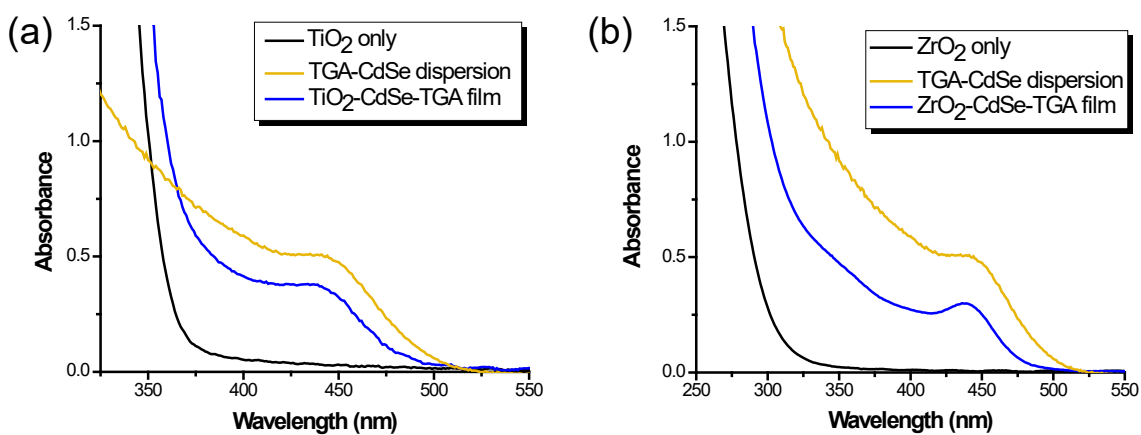 (a)
TiO2 only
TGA-CdSe dispersion
TiO2-CdSe-TGA film
1.5
1.0
0.5
0.0
Absorbance
350 400 450 500 550
Wavelength (nm)
(b)
ZrO2 only
TGA-CdSe dispersion
ZrO2-CdSe-TGA film
1.5
1.0
0.5
0.0
Absorbance
250 300 350 400 450 500 550
Wavelength (nm)